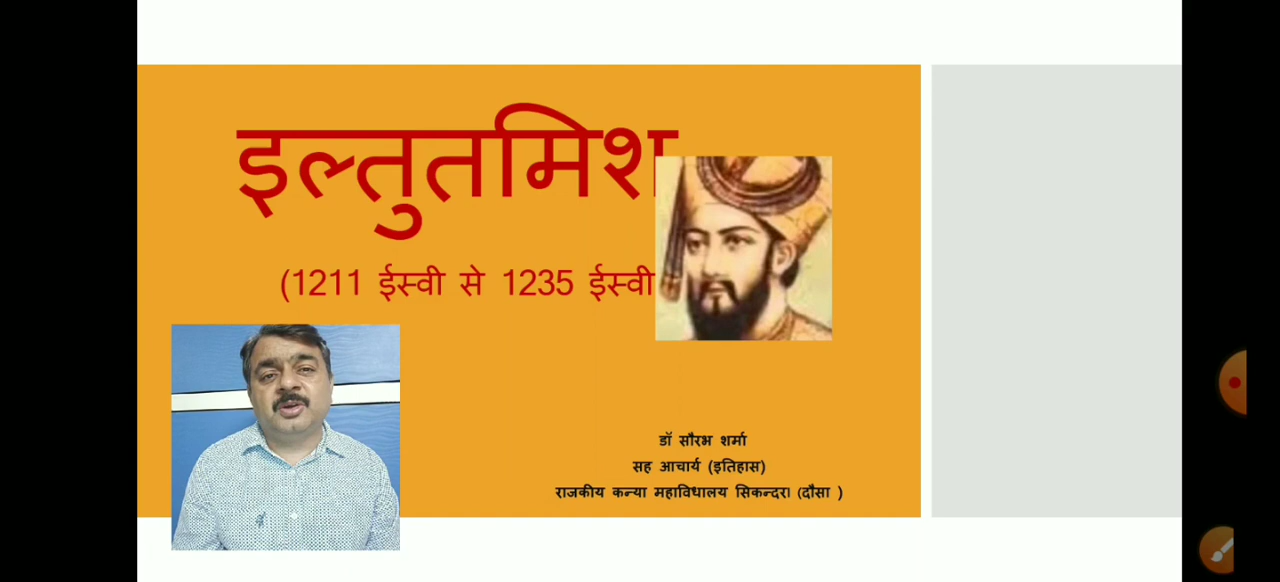 इल्तुतमिश
(1211 ईस्वी से 1235 ईस्वी
डॉ सौरभ शर्मा
सह आचार्य (इतिहास)
राजकीय कन्या महाविधालय सिकन्दरा (दौसा )